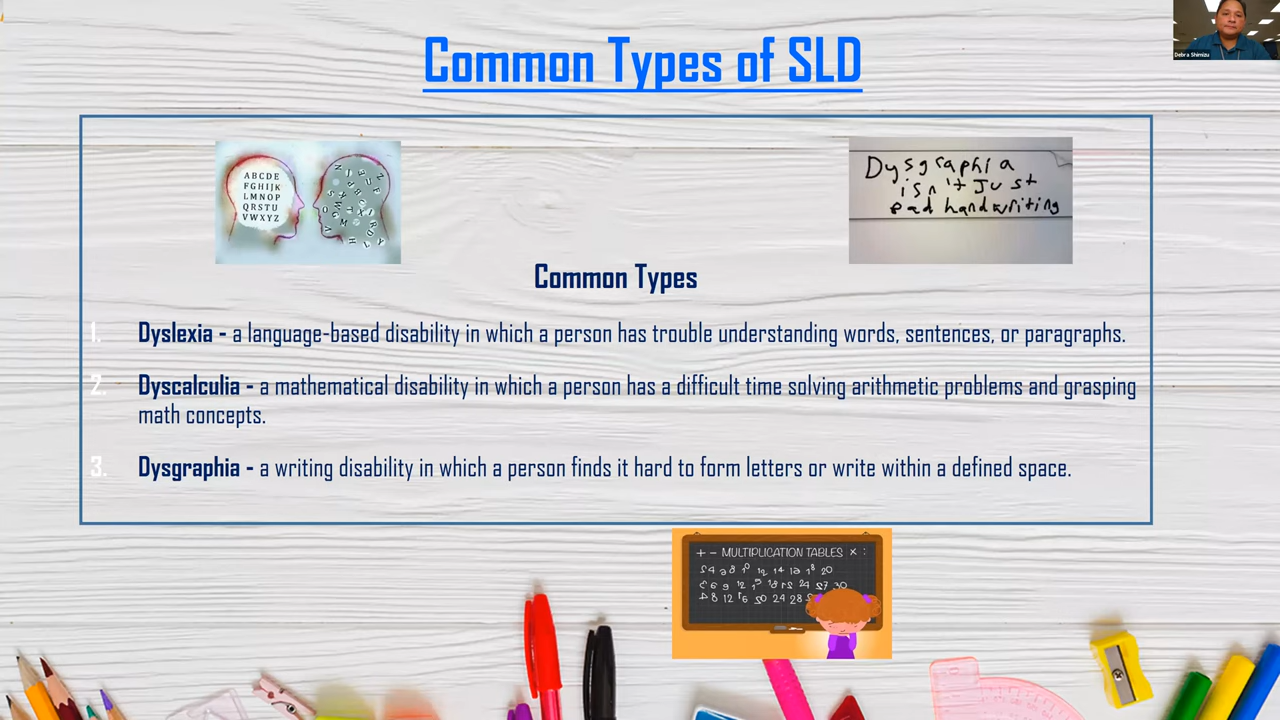 Common Types of SLD
Debra Shimizu
ABCDE
FGHIJK
LMNOP
QRSTU
VWXYZ
Dysgraphia
isn't Just
bad handwriting
Common Types
1. Dyslexia - a language-based disability in which a person has trouble understanding words, sentences, or paragraphs.
2. Dyscalculia - a mathematical disability in which a person has a difficult time solving arithmetic problems and grasping
math concepts.
3. Dysgraphia - a writing disability in which a person finds it hard to form letters or write within a defined space.
+ - MULTIPLICATION TABLES × :